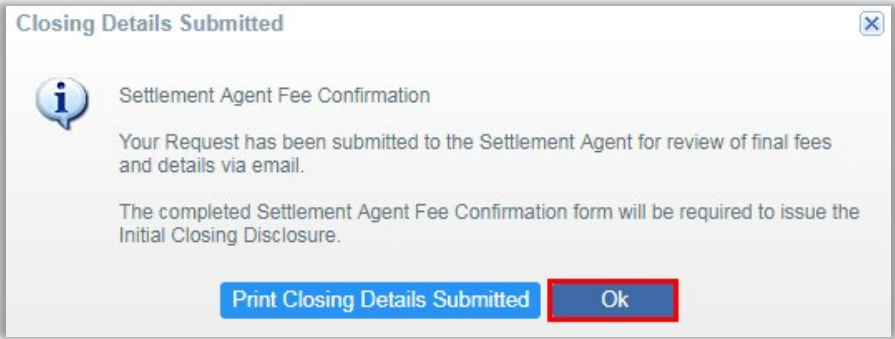 Closing Details Submitted
Settlement Agent Fee Confirmation
Your Request has been submitted to the Settlement Agent for review of final fees
and details via email.
The completed Settlement Agent Fee Confirmation form will be required to issue the
Initial Closing Disclosure.
Print Closing Details Submitted Ok